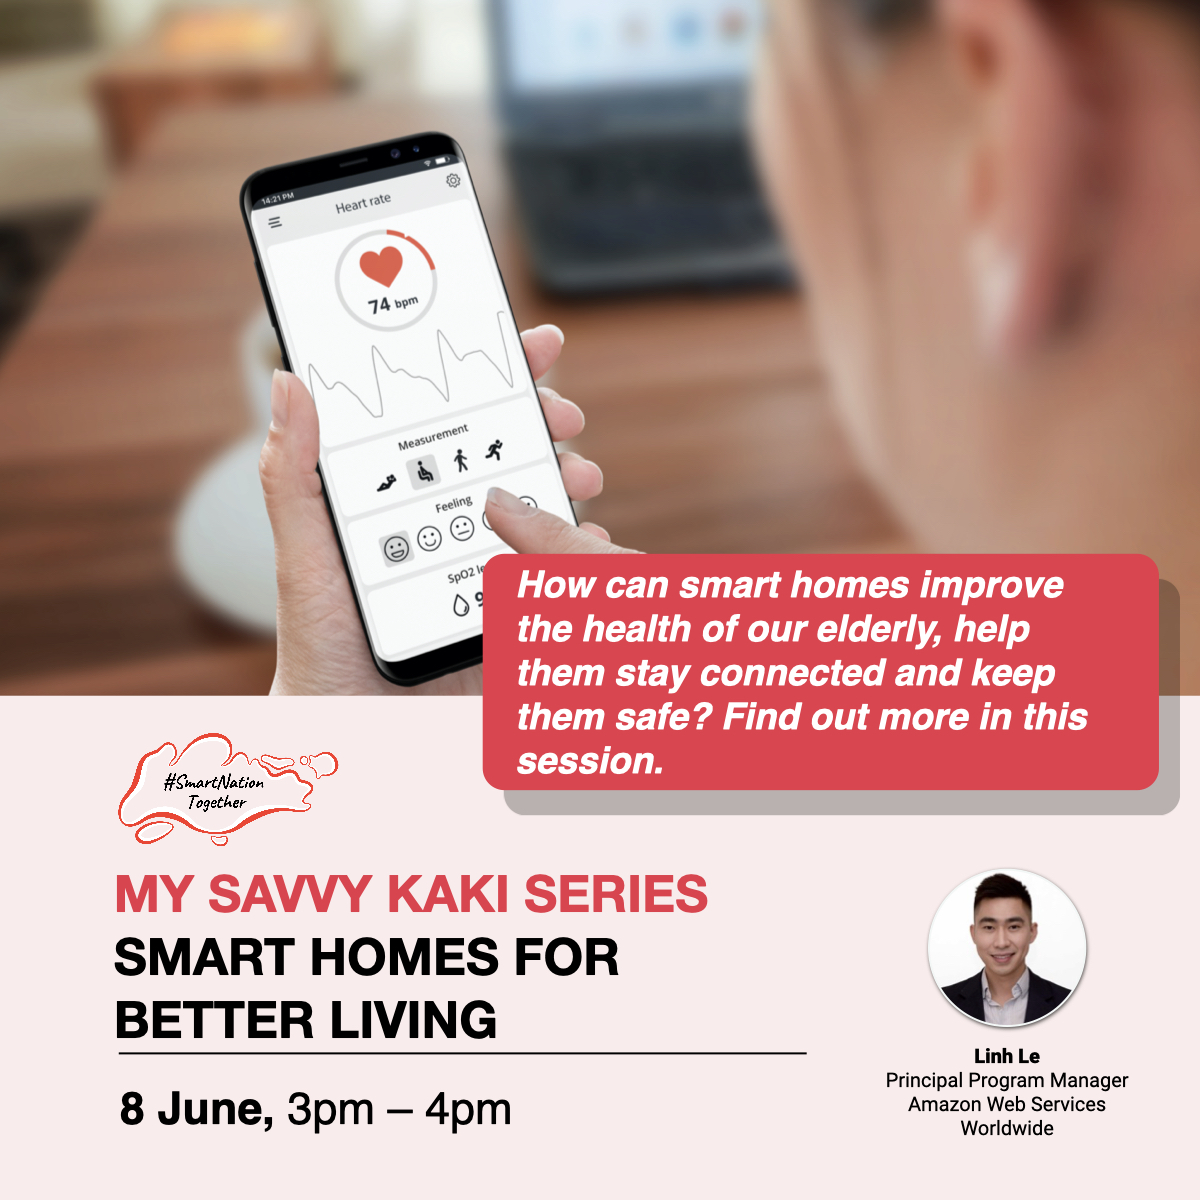 14:21 PM
Heart rate
74 bpm
Measurement
Feeling
How can smart homes improve
the health of our elderly, help
them stay connected and keep
them safe? Find out more in this
session.
#SmartNation
Together
MY SAVVY KAKI SERIES
SMART HOMES FOR
BETTER LIVING
8 June, 3pm – 4pm
Linh Le
Principal Program Manager
Amazon Web Services
Worldwide